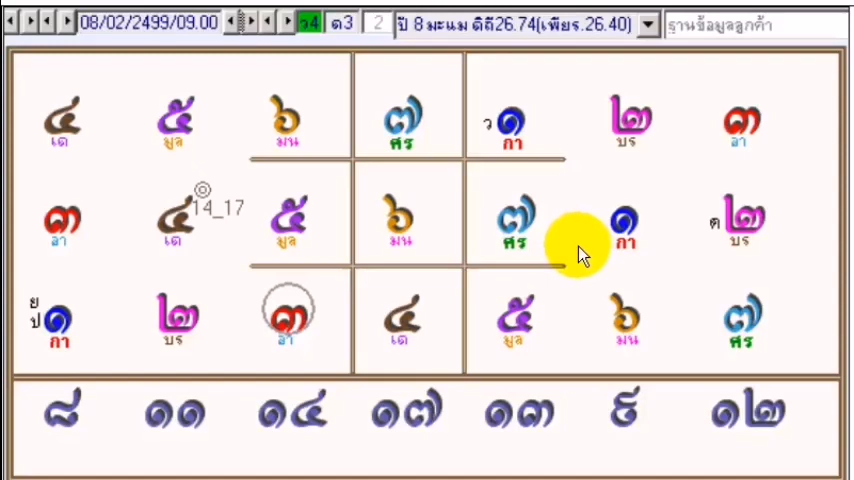 08/02/2499/09.00 ว4 ด3 2 ปี 8 มะแม ดิถี26.74(เพียร.26.40) ฐานข้อมูลลูกค้า
๔ ๕ ๖ ๗ ว ๑ ๒ ๓
เด มูล มน ศร กา บร อา
๓ ๔ 14_17 ๕ ๖ ๗ ๑ ต ๒
อา เด มูล มน ศร กา บร
ย ป ๑ ๒ ๓ ๔ ๕ ๖ ๗
กา บร อา เด มูล มน ศร
๘ ๑๑ ๑๔ ๑๗ ๑๓ ๙ ๑๒